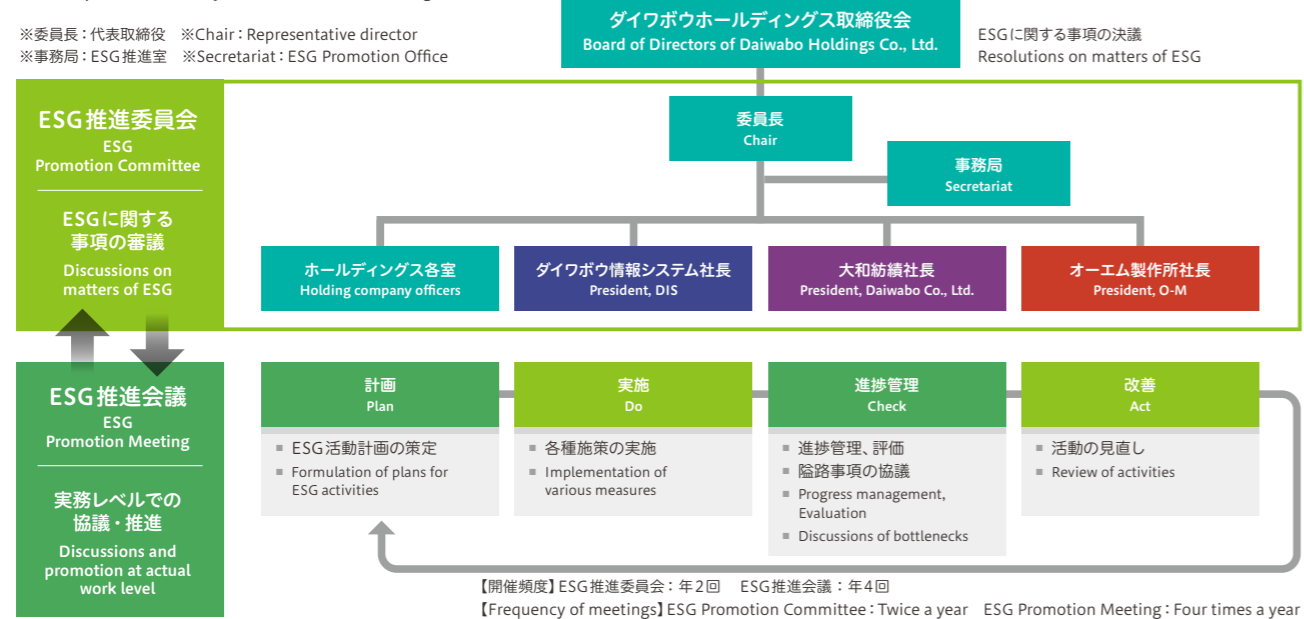 ※委員長：代表取締役　※Chair：Representative director
※事務局：ESG推進室　※Secretariat：ESG Promotion Office
ダイワボウホールディングス取締役会
Board of Directors of Daiwabo Holdings Co., Ltd.
ESGに関する事項の決議
Resolutions on matters of ESG
ESG推進委員会
ESG
Promotion Committee
ESGに関する
事項の審議
Discussions on
matters of ESG
委員長
Chair
事務局
Secretariat
ホールディングス各室
Holding company officers
ダイワボウ情報システム社長
President, DIS
大和紡績社長
President, Daiwabo Co., Ltd.
オーエム製作所社長
President, O-M
ESG推進会議
ESG
Promotion Meeting
実務レベルでの
協議・推進
Discussions and
promotion at actual
work level
計画
Plan
■ ESG活動計画の策定
■ Formulation of plans for
ESG activities
実施
Do
■ 各種施策の実施
■ Implementation of
various measures
進捗管理
Check
■ 進捗管理、評価
■ 隘路事項の協議
■ Progress management,
Evaluation
■ Discussions of bottlenecks
改善
Act
■ 活動の見直し
■ Review of activities
【開催頻度】ESG推進委員会：年2回　ESG推進会議：年4回
【Frequency of meetings】ESG Promotion Committee：Twice a year　ESG Promotion Meeting：Four times a year